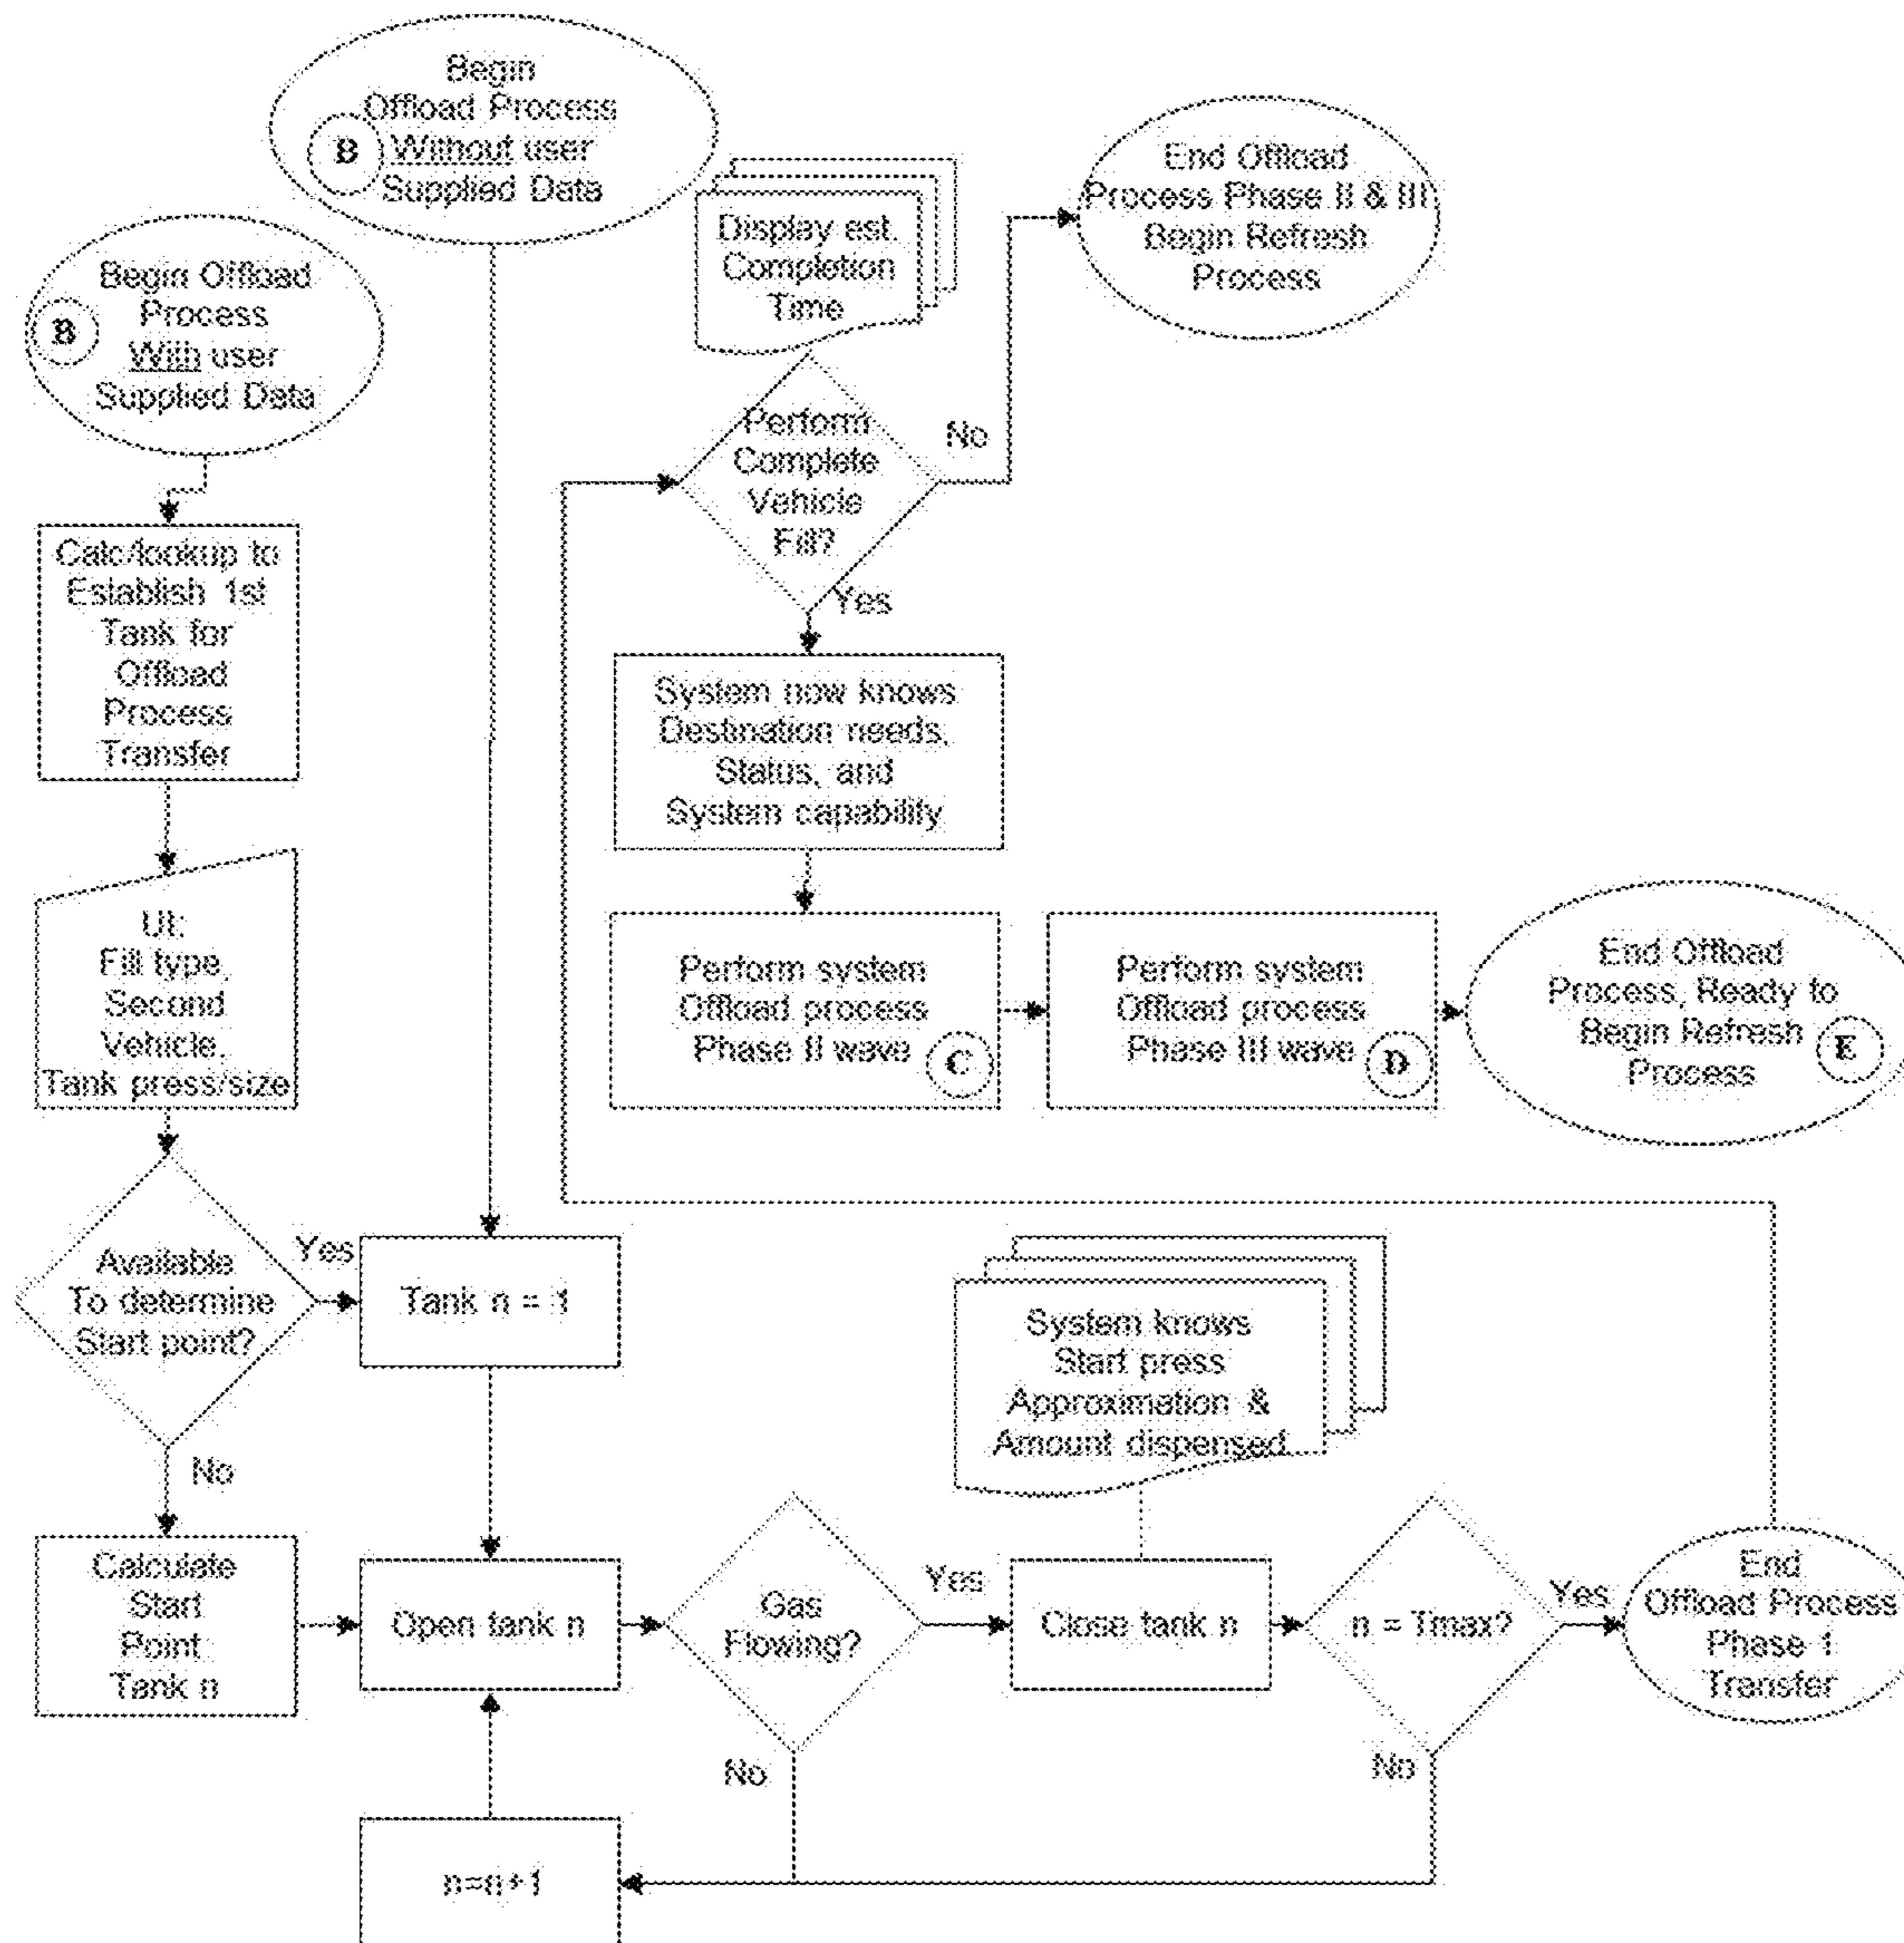 Begin
Offload Process
B
Without user
Supplied Data
Begin Offload
Process
B
With user
Supplied Data
Display est.
Completion
Time
End Offload
Process Phase II & III
Begin Refresh
Process
Perform
Complete
Vehicle
Fill?
No
Yes
Calc/lookup to
Establish 1st
Tank for
Offload
Process
Transfer
System now knows
Destination needs,
Status, and
System capability
UI:
Fill type,
Second
Vehicle,
Tank press/size
Perform system
Offload process
Phase II wave
C
Perform system
Offload process
Phase III wave
D
End Offload
Process, Ready to
Begin Refresh
Process
E
Available
To determine
Start point?
Yes
No
Tank n = 1
System knows
Start press
Approximation &
Amount dispensed
Calculate
Start
Point
Tank n
Open tank n
Gas
Flowing?
Yes
No
Close tank n
n = Tmax?
Yes
No
End
Offload Process
Phase 1
Transfer
n=n+1